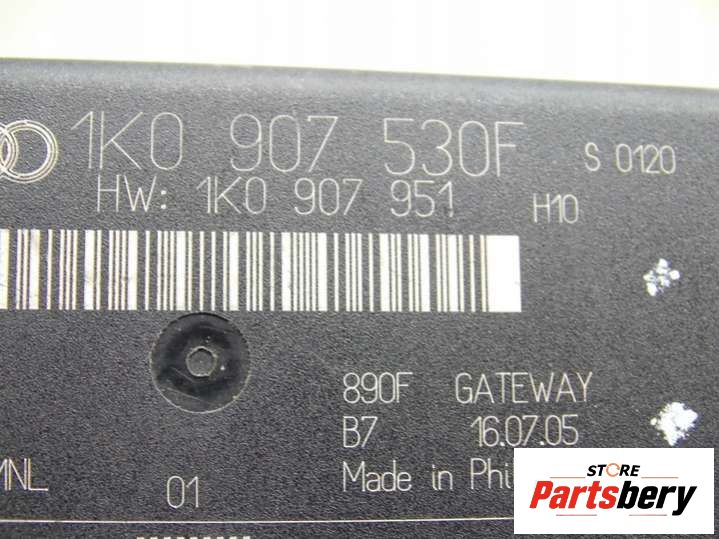 1K0 907 530F S 0120
HW: 1K0 907 951 H10
890F GATEWAY
B7 16.07.05
MNL 01 Made in Phil
STORE
Partsbery